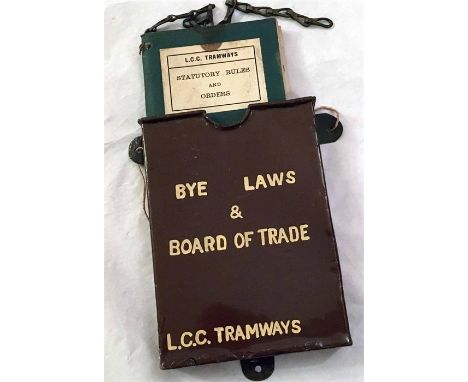 L.C.C. TRAMWAYS
STATUTORY RULES
AND
ORDERS
BYE LAWS
&
BOARD OF TRADE
L.C.C. TRAMWAYS